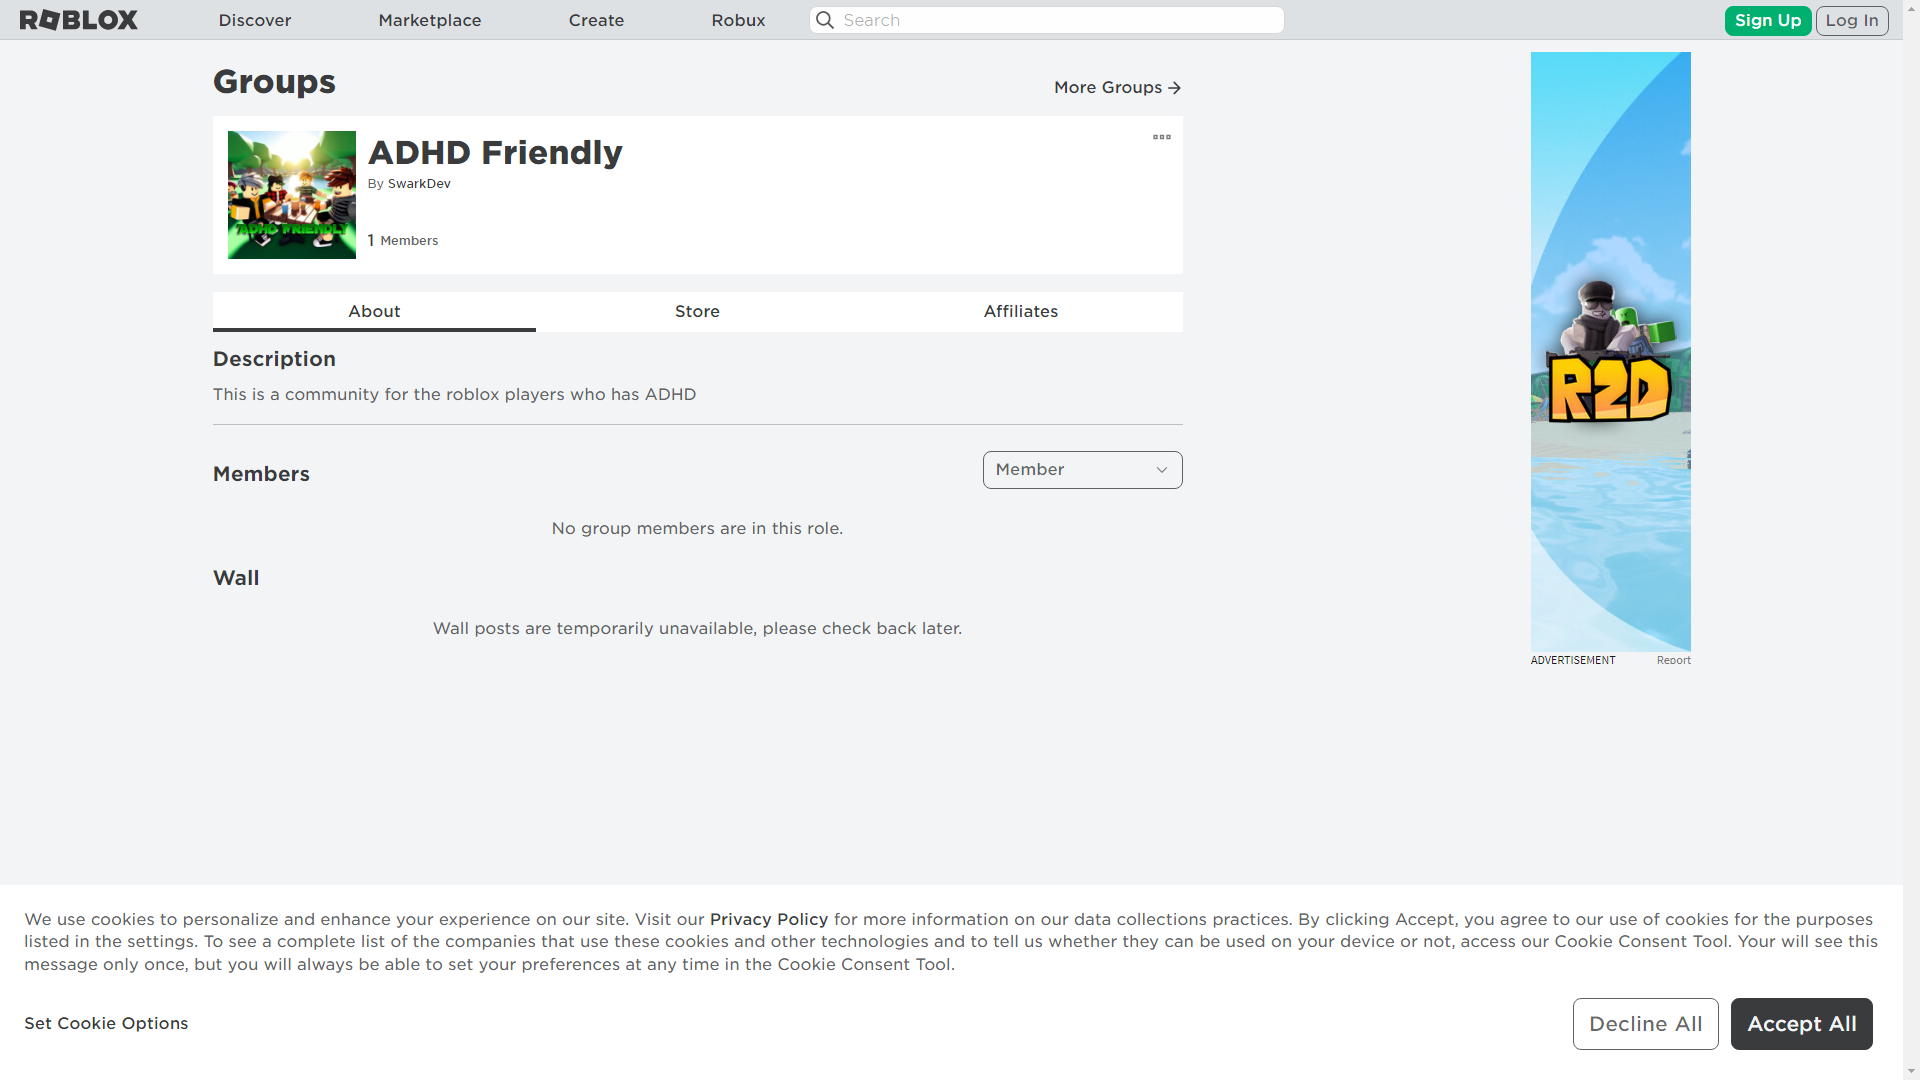 ROBLOX
Discover
Marketplace
Create
Robux
Search
Sign Up
Log In
Groups
More Groups
ADHD Friendly
By SwarkDev
1 Members
ADHD FRIENDLY
About
Store
Affiliates
Description
This is a community for the roblox players who has ADHD
Members
Member
No group members are in this role.
Wall
Wall posts are temporarily unavailable, please check back later.
R2D
ADVERTISEMENT
Report
We use cookies to personalize and enhance your experience on our site. Visit our Privacy Policy for more information on our data collections practices. By clicking Accept, you agree to our use of cookies for the purposes
listed in the settings. To see a complete list of the companies that use these cookies and other technologies and to tell us whether they can be used on your device or not, access our Cookie Consent Tool. Your will see this
message only once, but you will always be able to set your preferences at any time in the Cookie Consent Tool.
Set Cookie Options
Decline All
Accept All